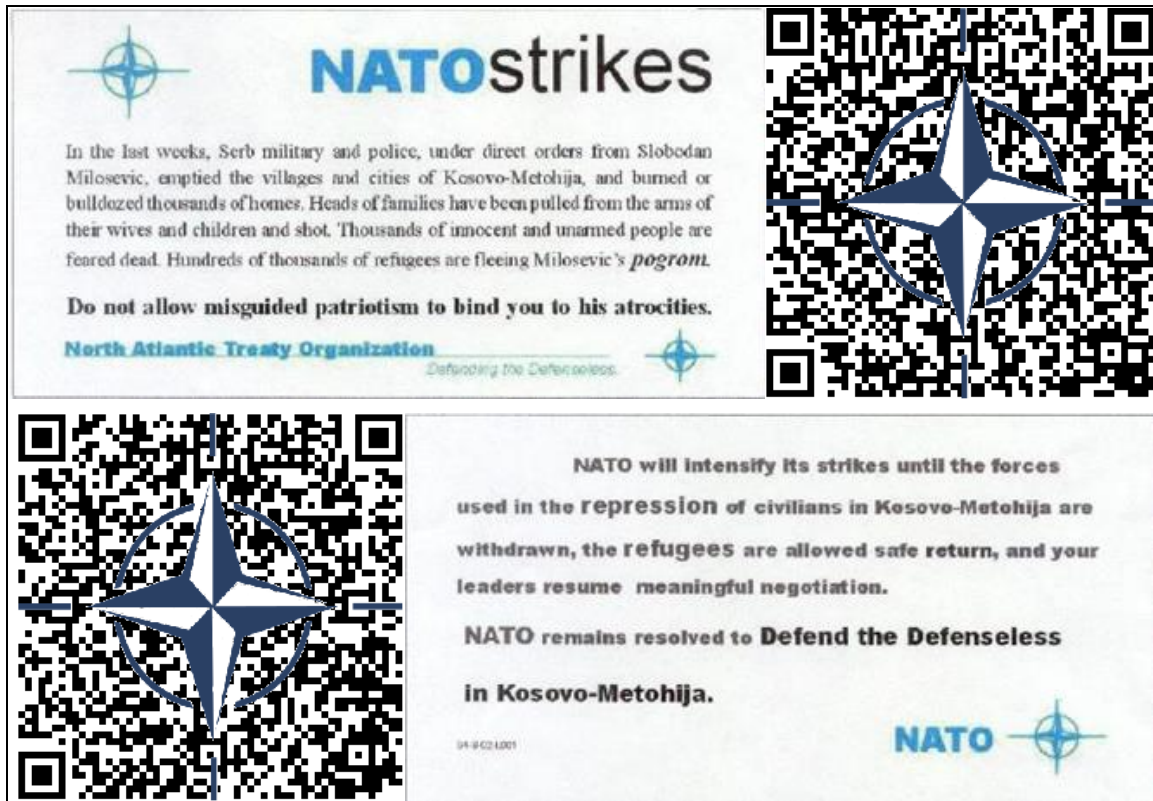 NATOstrikes
In the last weeks, Serb military and police, under direct orders from Slobodan
Milosevic, emptied the villages and cities of Kosovo-Metohija, and burned or
bulldozed thousands of homes. Heads of families have been pulled from the arms of
their wives and children and shot. Thousands of innocent and unarmed people are
feared dead. Hundreds of thousands of refugees are fleeing Milosevic's pogrom.
Do not allow misguided patriotism to bind you to his atrocities.
North Atlantic Treaty Organization
Defending the Defenseless.
NATO will intensify its strikes until the forces
used in the repression of civilians in Kosovo-Metohija are
withdrawn, the refugees are allowed safe return, and your
leaders resume meaningful negotiation.
NATO remains resolved to Defend the Defenseless
in Kosovo-Metohija.
NATO